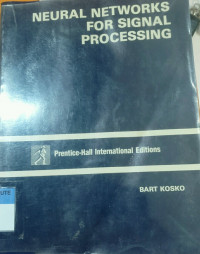 NEURAL NETWORKS
FOR SIGNAL
PROCESSING
Prentice-Hall International Editions
BART KOSKO